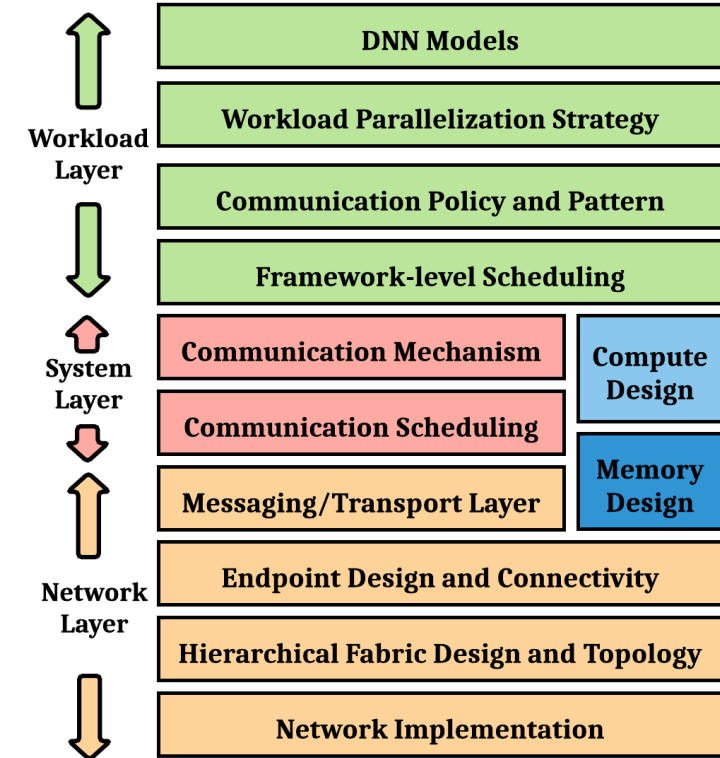 DNN Models
Workload Parallelization Strategy
Workload
Layer
Communication Policy and Pattern
Framework-level Scheduling
Communication Mechanism
Compute
Design
System
Layer
Communication Scheduling
Memory
Design
Messaging/Transport Layer
Endpoint Design and Connectivity
Network
Layer
Hierarchical Fabric Design and Topology
Network Implementation